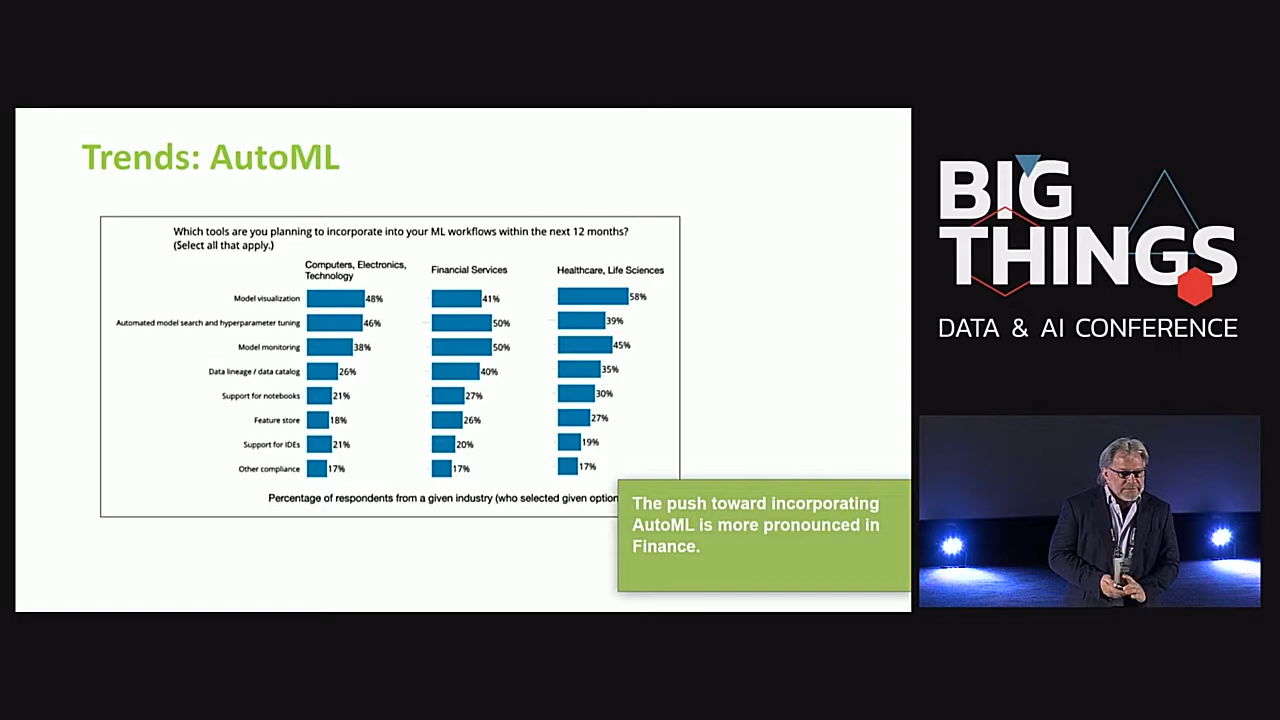 Trends: AutoML
Which tools are you planning to incorporate into your ML workflows within the next 12 months?
(Select all that apply.)
Computers, Electronics,
Technology
Financial Services
Healthcare, Life Sciences
Model visualization 48% 41% 58%
Automated model search and hyperparameter tuning 46% 50% 39%
Model monitoring 38% 50% 45%
Data lineage / data catalog 26% 40% 35%
Support for notebooks 21% 27% 30%
Feature store 18% 26% 27%
Support for IDEs 21% 20% 19%
Other compliance 17% 17% 17%
Percentage of respondents from a given industry (who selected given option
The push toward incorporating
AutoML is more pronounced in
Finance.
BIG
THINGS
DATA & AI CONFERENCE